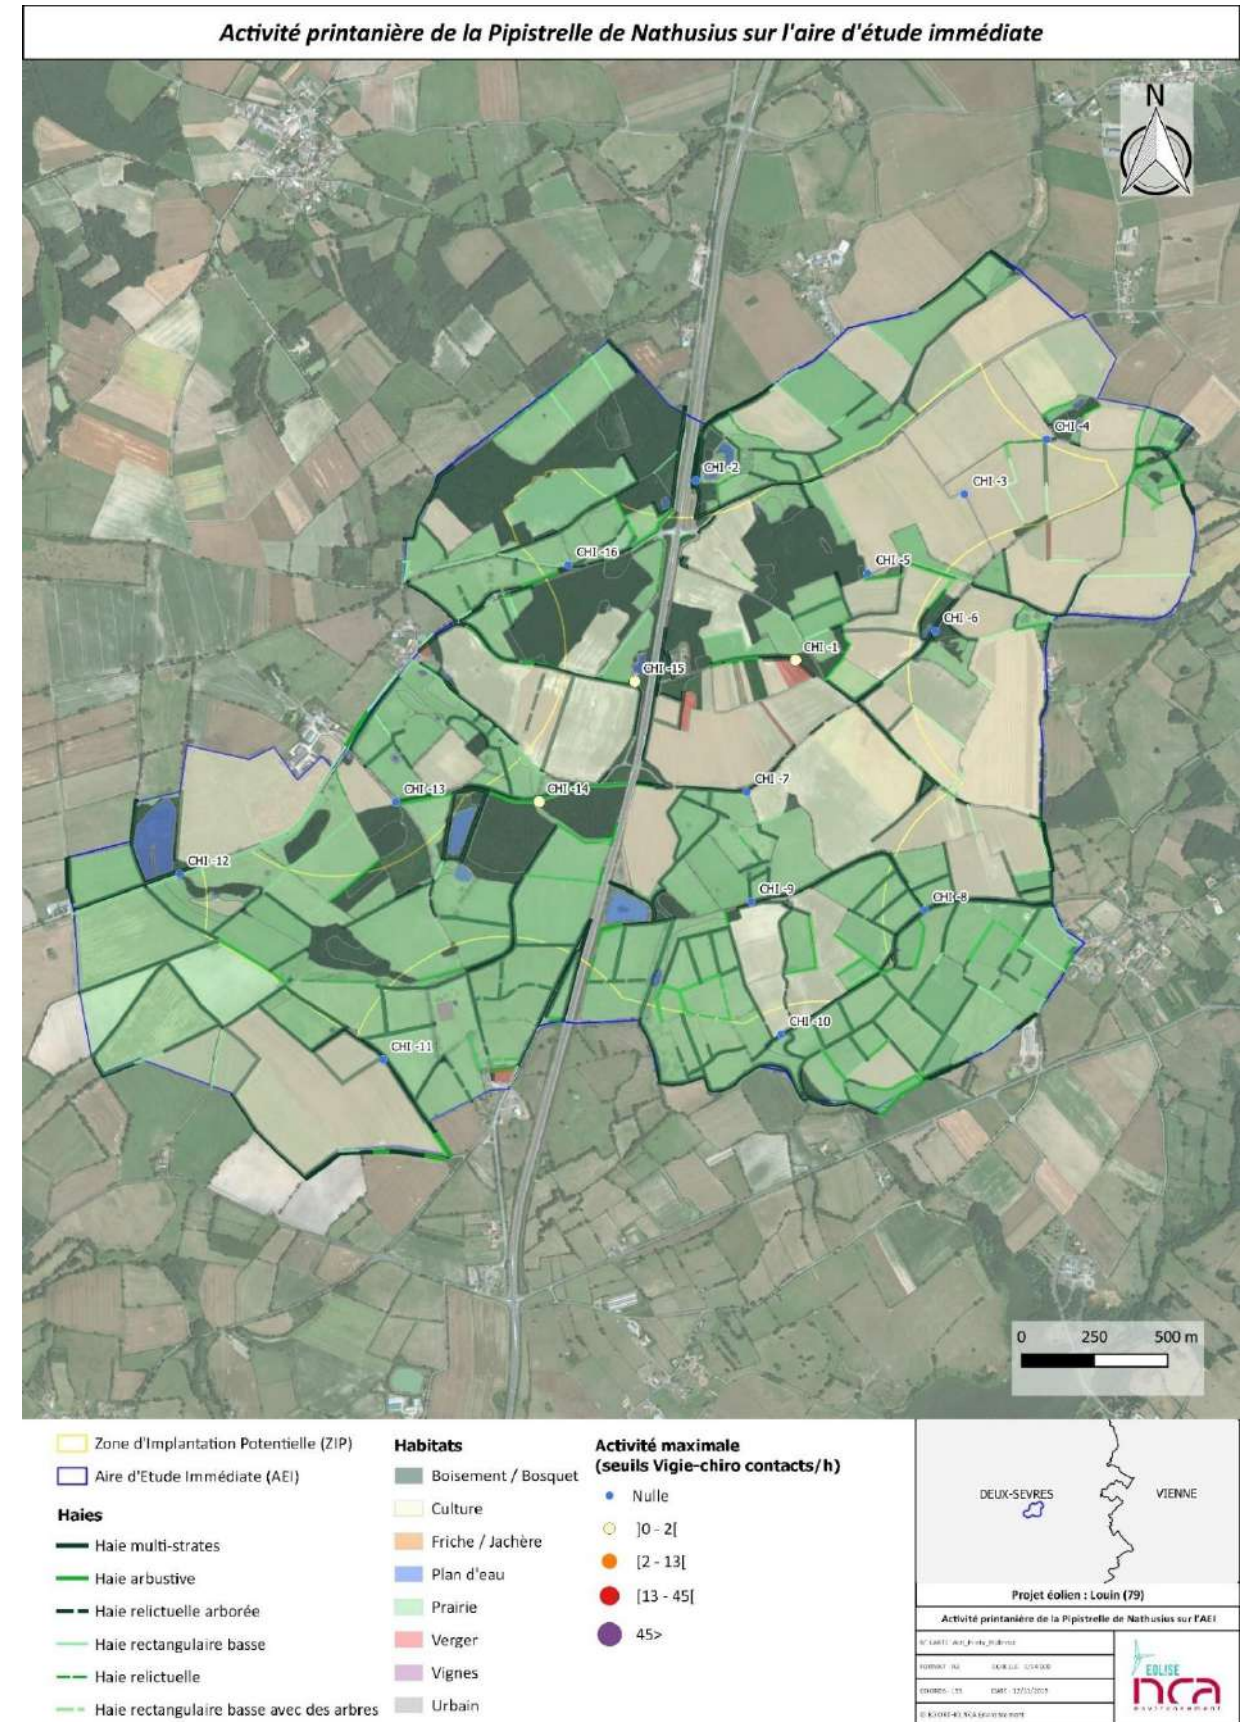 Activité printanière de la Pipistrelle de Nathusius sur l'aire d'étude immédiate
N
CHI -4
CHI -2
CHI -3
CHI -16
CHI -5
CHI -6
CHI -1
CHI -15
CHI -7
CHI -13
CHI -14
CHI -12
CHI -9
CHI -8
CHI -10
CHI -11
0 250 500 m
Zone d'Implantation Potentielle (ZIP)
Aire d'Etude Immédiate (AEI)
Haies
Haie multi-strates
Haie arbustive
Haie relictuelle arborée
Haie rectangulaire basse
Haie relictuelle
Haie rectangulaire basse avec des arbres
Habitats
Boisement / Bosquet
Culture
Friche / Jachère
Plan d'eau
Prairie
Verger
Vignes
Urbain
Activité maximale
(seuils Vigie-chiro contacts/h)
Nulle
]0 - 2[
[2 - 13[
[13 - 45[
45>
DEUX-SEVRES
VIENNE
Projet éolien : Louin (79)
Activité printanière de la Pipistrelle de Nathusius sur l'AEI
EOLISE
nca
environnement